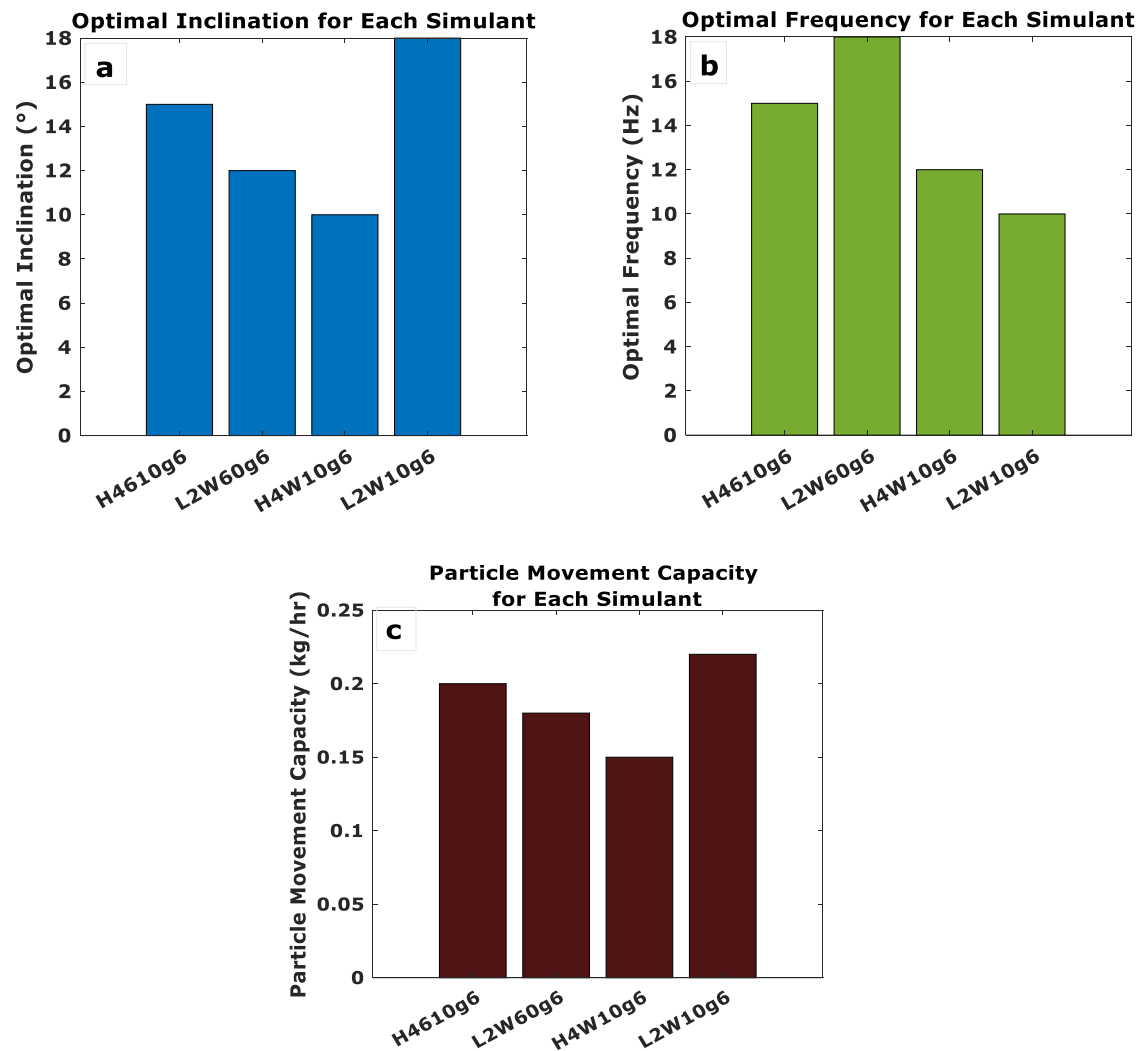 Optimal Inclination for Each Simulant
a
Optimal Inclination (°)
18
16
14
12
10
8
6
4
2
0
H4610g6
L2W60g6
H4W10g6
L2W10g6
Optimal Frequency for Each Simulant
b
Optimal Frequency (Hz)
18
16
14
12
10
8
6
4
2
0
H4610g6
L2W60g6
H4W10g6
L2W10g6
Particle Movement Capacity
for Each Simulant
c
Particle Movement Capacity (kg/hr)
0.25
0.2
0.15
0.1
0.05
0
H4610g6
L2W60g6
H4W10g6
L2W10g6